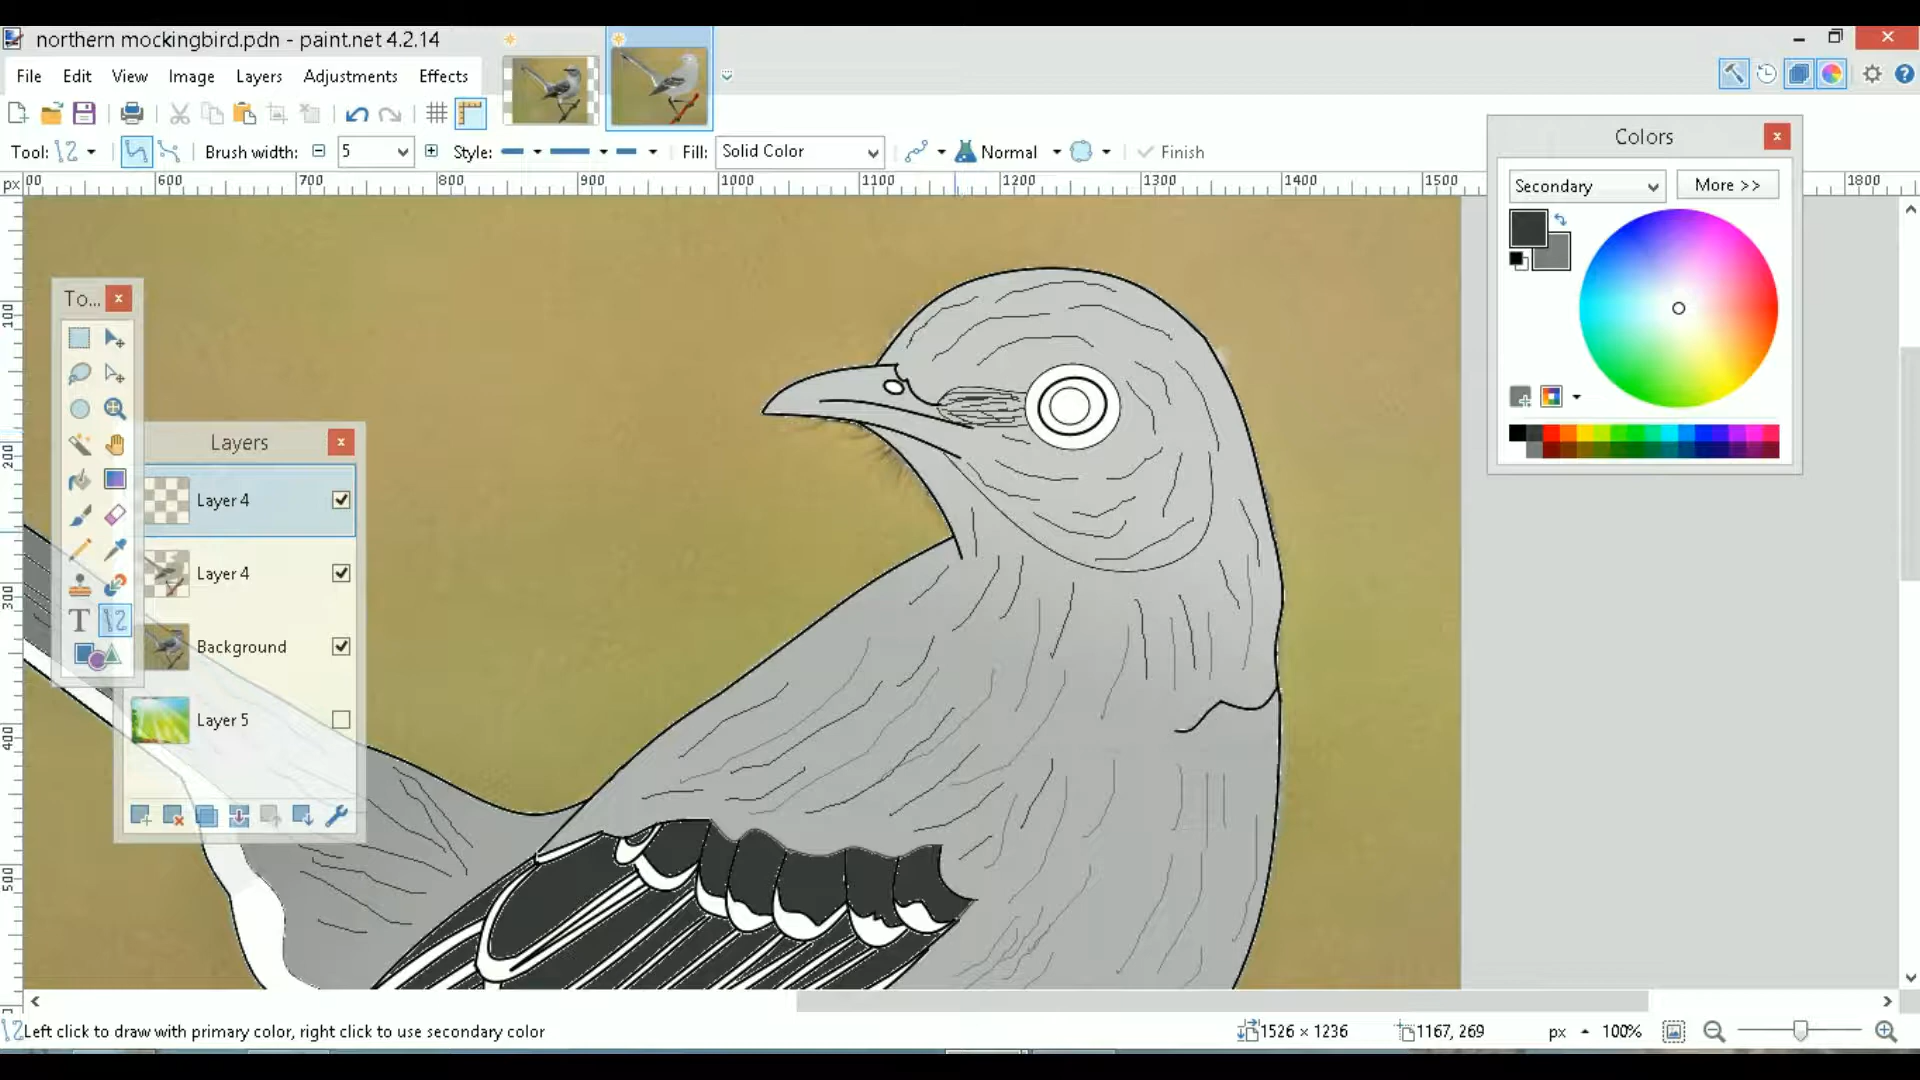 northern mockingbird.pdn - paint.net 4.2.14
File Edit View Image Layers Adjustments Effects
Tool: Brush width: 5 Style: Fill: Solid Color Normal Finish
px 00 600 700 800 900 1000 1100 1200 1300 1400 1500 1800
Colors
Secondary More >>
100
200
300
400
500
To...
T
Layers
Layer 4
Layer 4
Background
Layer 5
Left click to draw with primary color, right click to use secondary color 1526 × 1236 1167, 269 px 100%